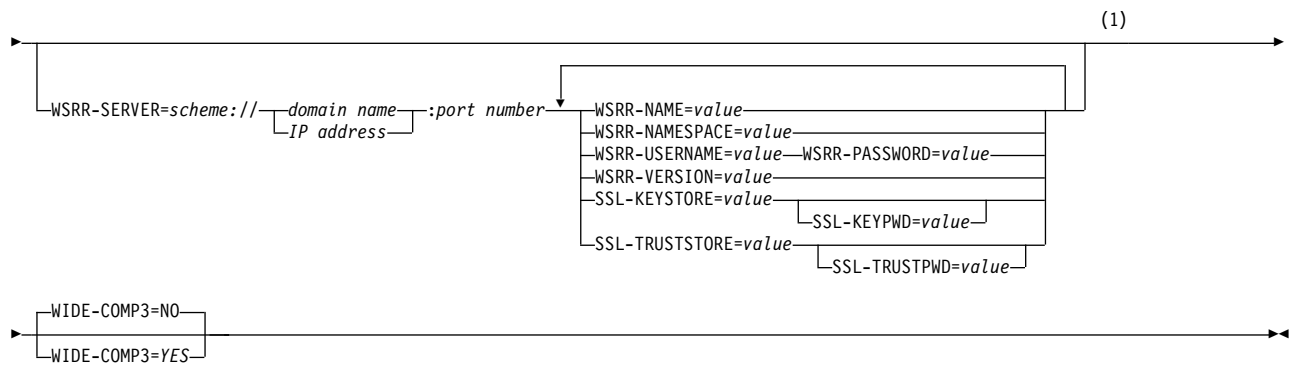 (1)
WSRR-SERVER=scheme:// domain name :port number WSRR-NAME=value
IP address WSRR-NAMESPACE=value
WSRR-USERNAME=value WSRR-PASSWORD=value
WSRR-VERSION=value
SSL-KEYSTORE=value
SSL-KEYPWD=value
SSL-TRUSTSTORE=value
SSL-TRUSTPWD=value
WIDE-COMP3=NO
WIDE-COMP3=YES